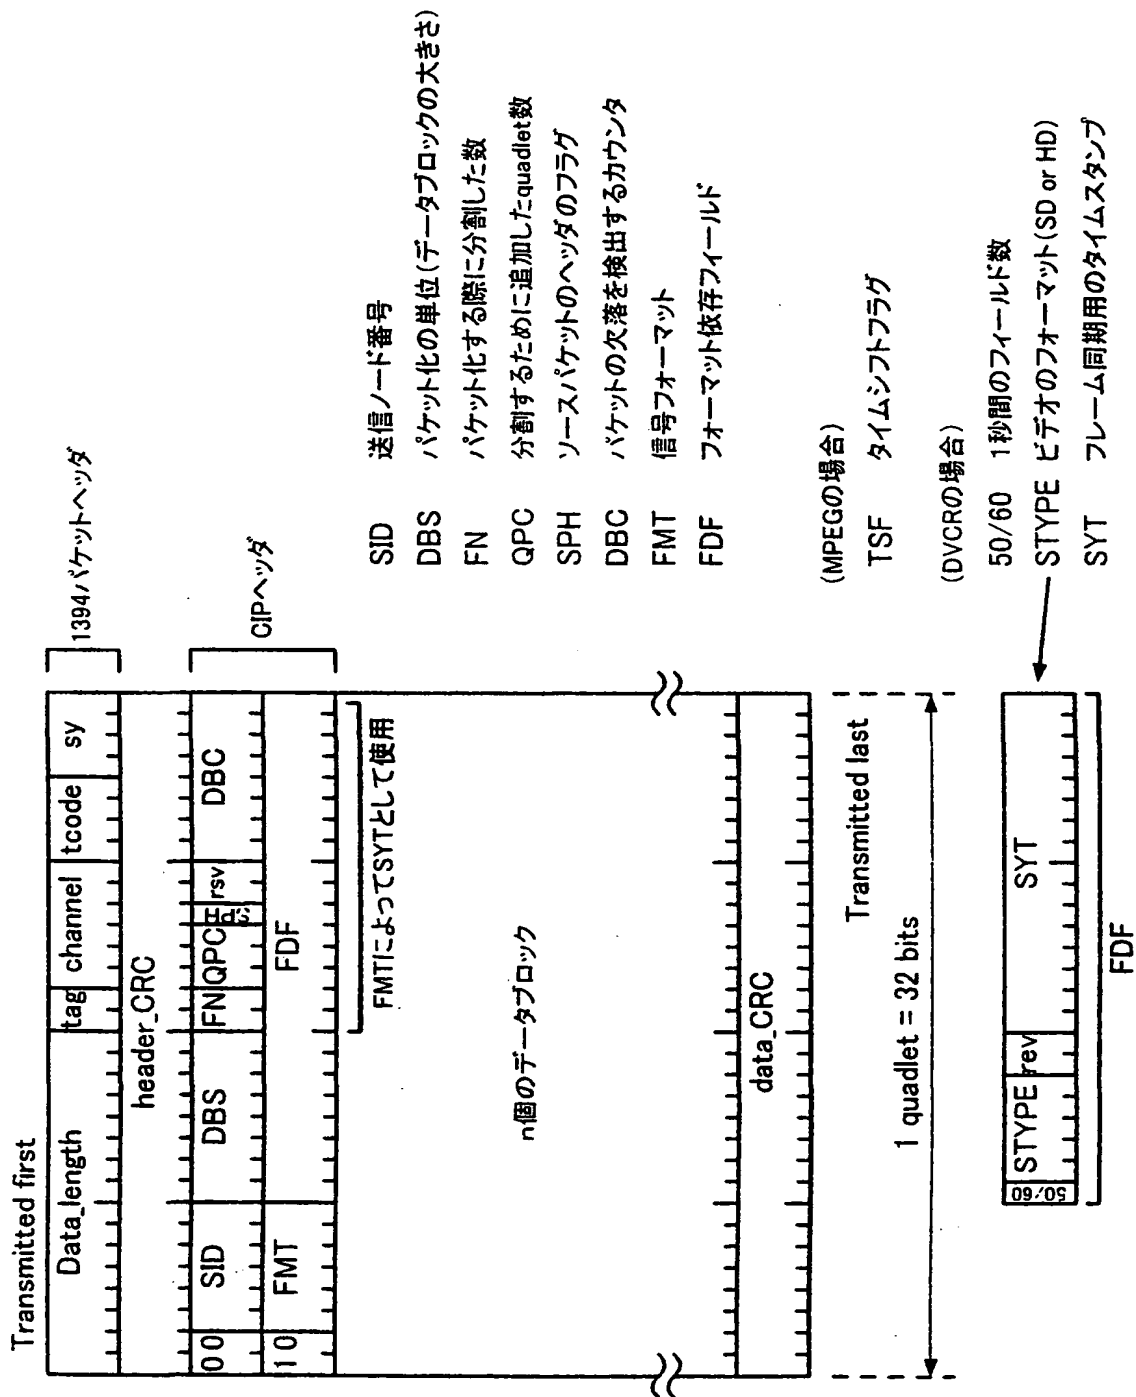 Transmitted first
Data_length
tag
channel
tcode
sy
1394パケットヘッダ
header_CRC
00
SID
DBS
FN
QPC
rsv
DBC
CIPヘッダ
10
FMT
FDF
FMTによってSYTとして使用
n個のデータブロック
data_CRC
Transmitted last
1 quadlet = 32 bits
50/60
STYPE
rev
SYT
FDF
SID 送信ノード番号
DBS パケット化の単位(データブロックの大きさ)
FN パケット化する際に分割した数
QPC 分割するために追加したquadlet数
SPH ソースパケットのヘッダのフラグ
DBC パケットの欠落を検出するカウンタ
FMT 信号フォーマット
FDF フォーマット依存フィールド
(MPEGの場合)
TSF タイムシフトフラグ
(DVCRの場合)
50/60 1秒間のフィールド数
STYPE ビデオのフォーマット(SD or HD)
SYT フレーム同期用のタイムスタンプ